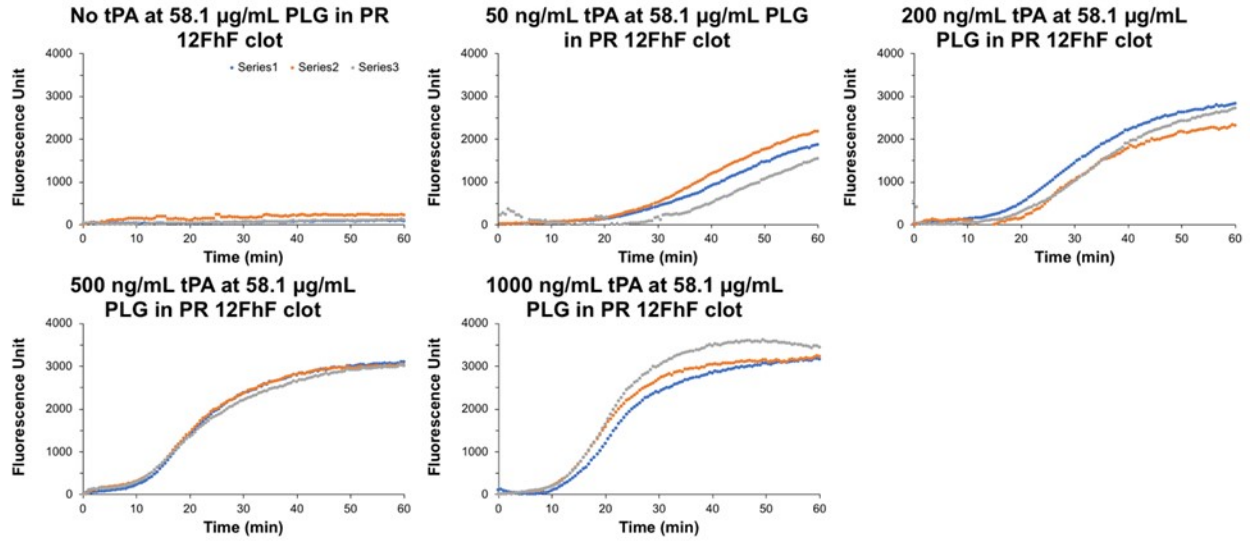 No tPA at 58.1 µg/mL PLG in PR
12FhF clot
4000
3000
2000
1000
0
Fluorescence Unit
Series1 Series2 Series3
0 10 20 30 40 50 60
Time (min)
50 ng/mL tPA at 58.1 µg/mL PLG
in PR 12FhF clot
4000
3000
2000
1000
0
Fluorescence Unit
0 10 20 30 40 50 60
Time (min)
200 ng/mL tPA at 58.1 µg/mL
PLG in PR 12FhF clot
4000
3000
2000
1000
0
Fluorescence Unit
0 10 20 30 40 50 60
Time (min)
500 ng/mL tPA at 58.1 µg/mL
PLG in PR 12FhF clot
4000
3000
2000
1000
0
Fluorescence Unit
0 10 20 30 40 50 60
Time (min)
1000 ng/mL tPA at 58.1 µg/mL
PLG in PR 12FhF clot
4000
3000
2000
1000
0
Fluorescence Unit
0 10 20 30 40 50 60
Time (min)